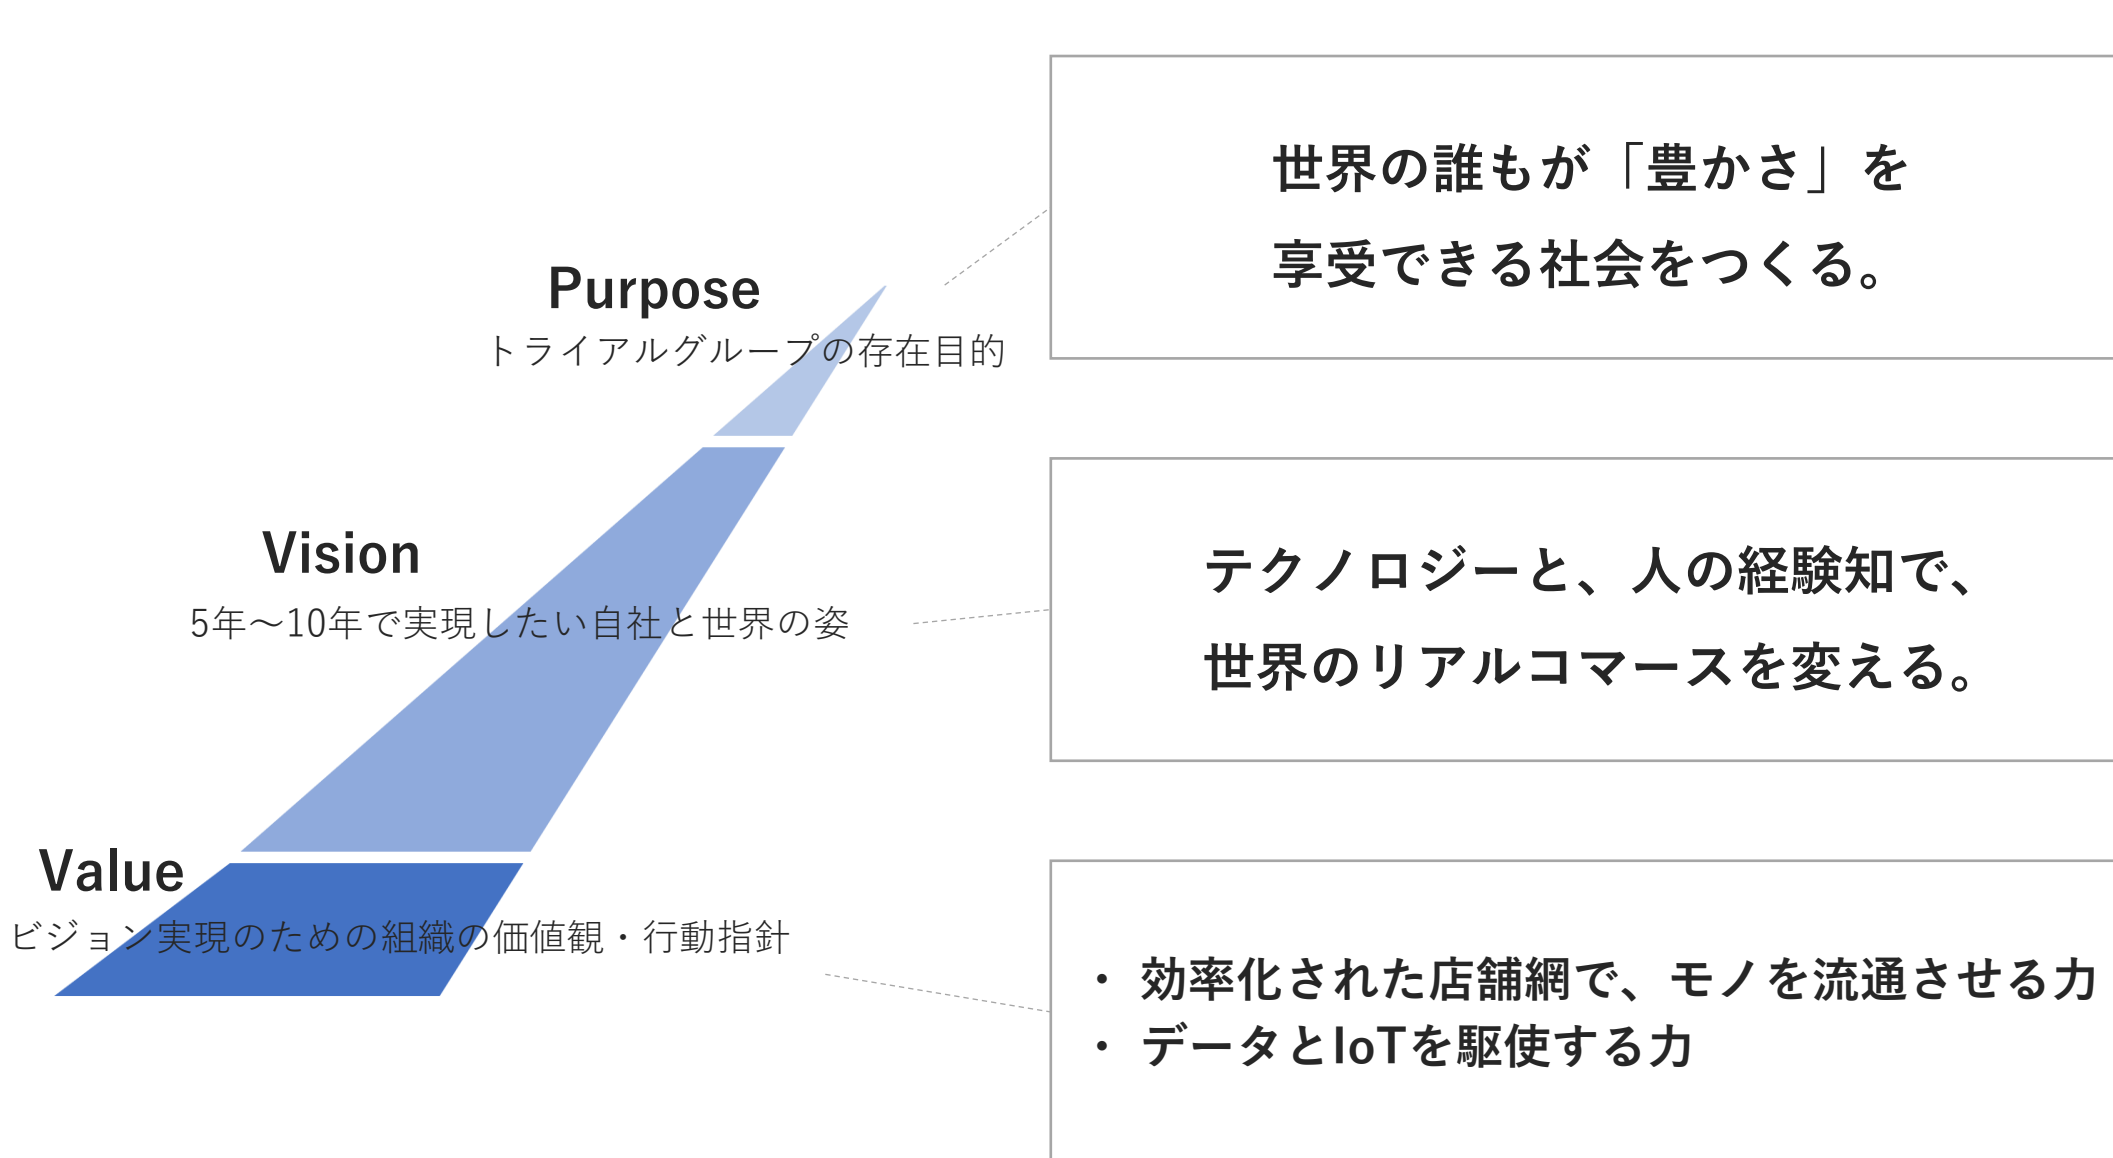 Purpose
トライアルグループの存在目的
世界の誰もが「豊かさ」を
享受できる社会をつくる。
Vision
5年～10年で実現したい自社と世界の姿
テクノロジーと、人の経験知で、
世界のリアルコマースを変える。
Value
ビジョン実現のための組織の価値観・行動指針
・ 効率化された店舗網で、モノを流通させる力
・ データとIoTを駆使する力